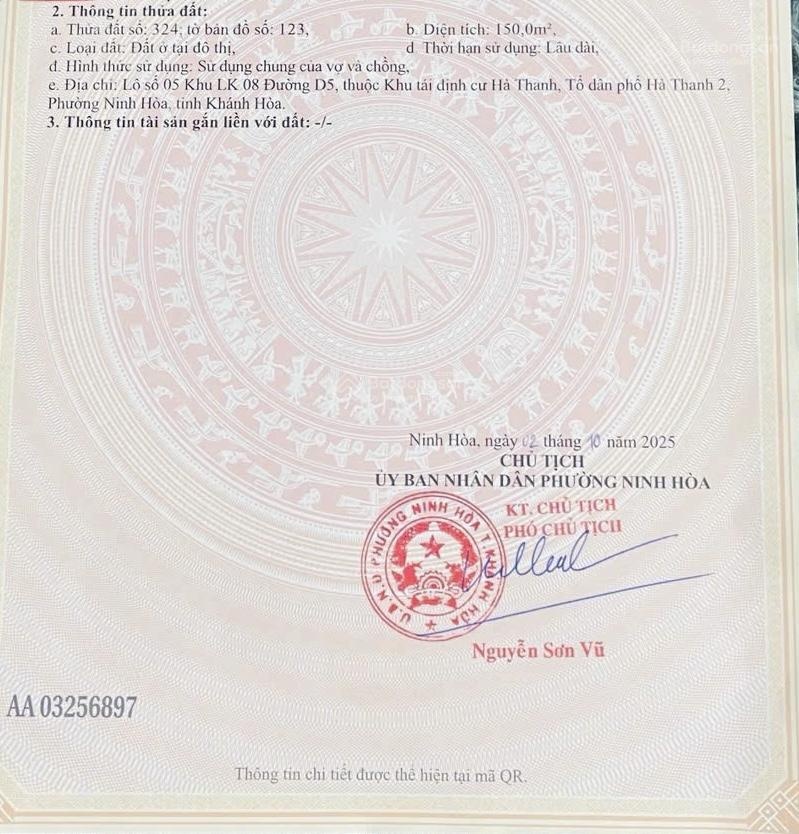 2. Thông tin thửa đất:
a. Thửa đất số: 324; tờ bản đồ số: 123, b. Diện tích: 150,0m²,
c. Loại đất: Đất ở tại đô thị, d Thời hạn sử dụng: Lâu dài,
đ. Hình thức sử dụng: Sử dụng chung của vợ và chồng,
e. Địa chỉ: Lô số 05 Khu LK 08 Đường D5, thuộc Khu tái định cư Hà Thanh, Tổ dân phố Hà Thanh 2,
Phường Ninh Hòa, tỉnh Khánh Hòa.
3. Thông tin tài sản gắn liền với đất: -/-
Batdongsan
Ninh Hòa, ngày 02 tháng 10 năm 2025
CHỦ TỊCH
ỦY BAN NHÂN DÂN PHƯỜNG NINH HÒA
KT. CHỦ TỊCH
PHÓ CHỦ TỊCH
U.B.N.D PHƯỜNG NINH HÒA T. KHÁNH HÒA
Nguyễn Sơn Vũ
AA 03256897
Thông tin chi tiết được thể hiện tại mã QR.